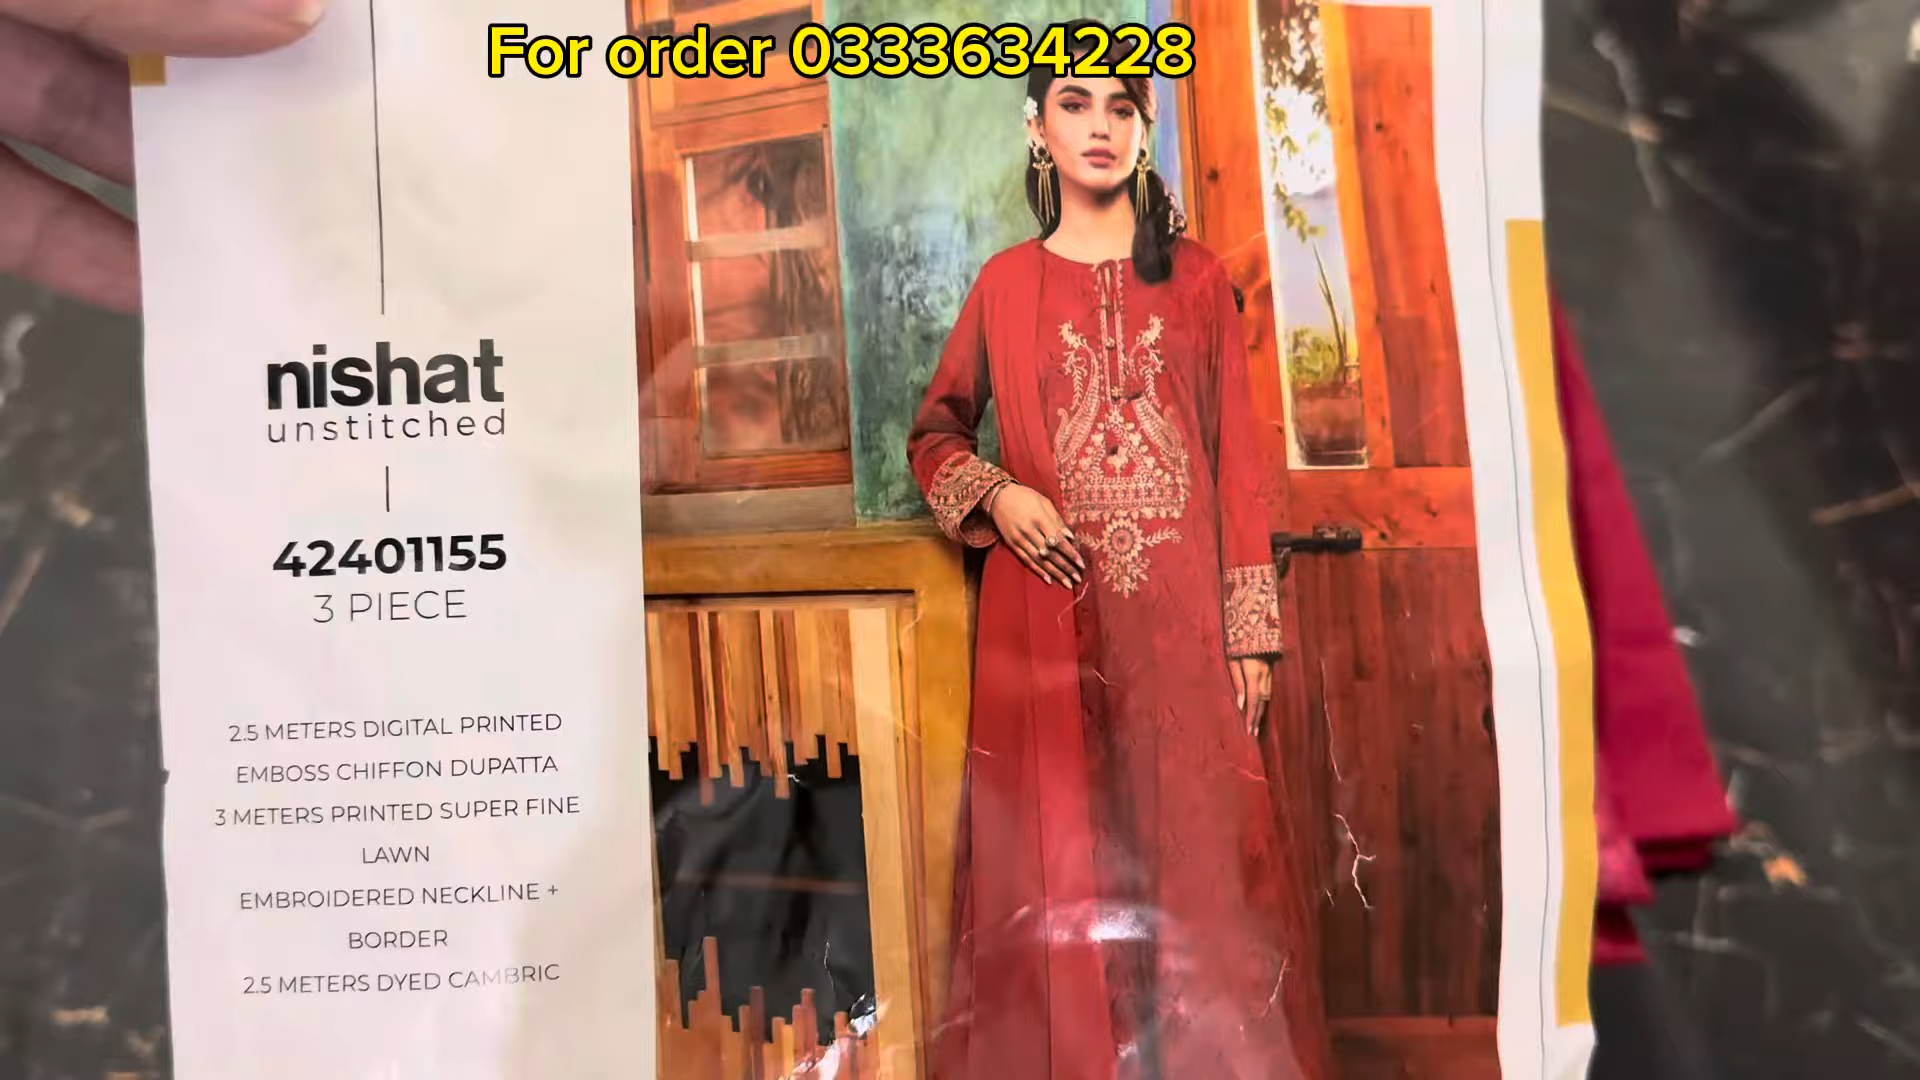 For order 0333634228
nishat
unstitched
42401155
3 PIECE
2.5 METERS DIGITAL PRINTED
EMBOSS CHIFFON DUPATTA
3 METERS PRINTED SUPER FINE
LAWN
EMBROIDERED NECKLINE +
BORDER
2.5 METERS DYED CAMBRIC